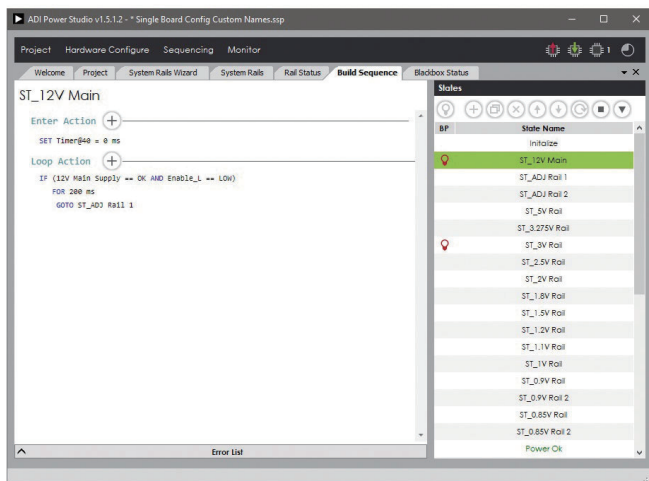 ADI Power Studio v1.5.1.2 - * Single Board Config Custom Names.ssp
Project Hardware Configure Sequencing Monitor
1
Welcome Project System Rails Wizard System Rails Rail Status Build Sequence Blackbox Status
ST_12V Main
Enter Action
SET Timer@40 = 0 ms
Loop Action
IF (12V Main Supply == OK AND Enable_L == LOW)
FOR 200 ms
GOTO ST_ADJ Rail 1
Error List
States
BP State Name
Initalize
ST_12V Main
ST_ADJ Rail 1
ST_ADJ Rail 2
ST_5V Rail
ST_3.275V Rail
ST_3V Rail
ST_2.5V Rail
ST_2V Rail
ST_1.8V Rail
ST_1.5V Rail
ST_1.2V Rail
ST_1.1V Rail
ST_1V Rail
ST_0.9V Rail
ST_0.9V Rail 2
ST_0.85V Rail
ST_0.85V Rail 2
Power Ok